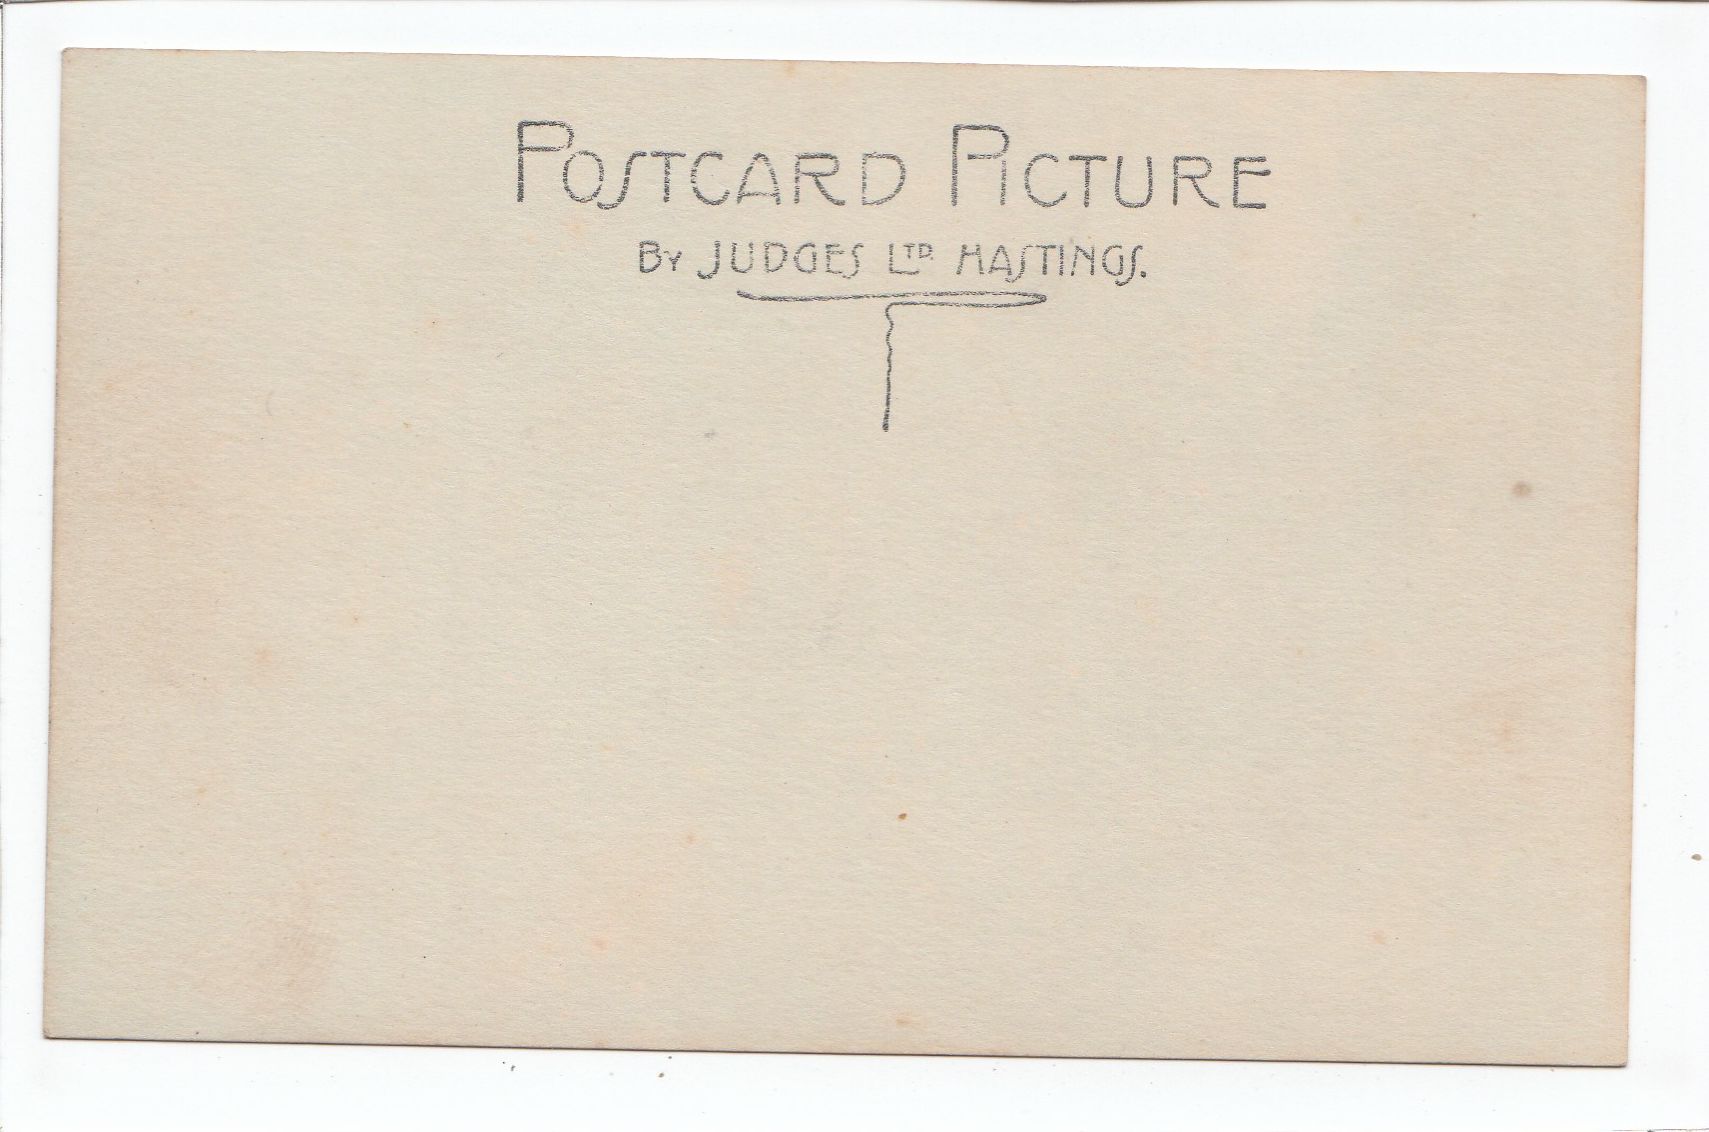 POSTCARD PICTURE
BY JUDGES LTD. HASTINGS.